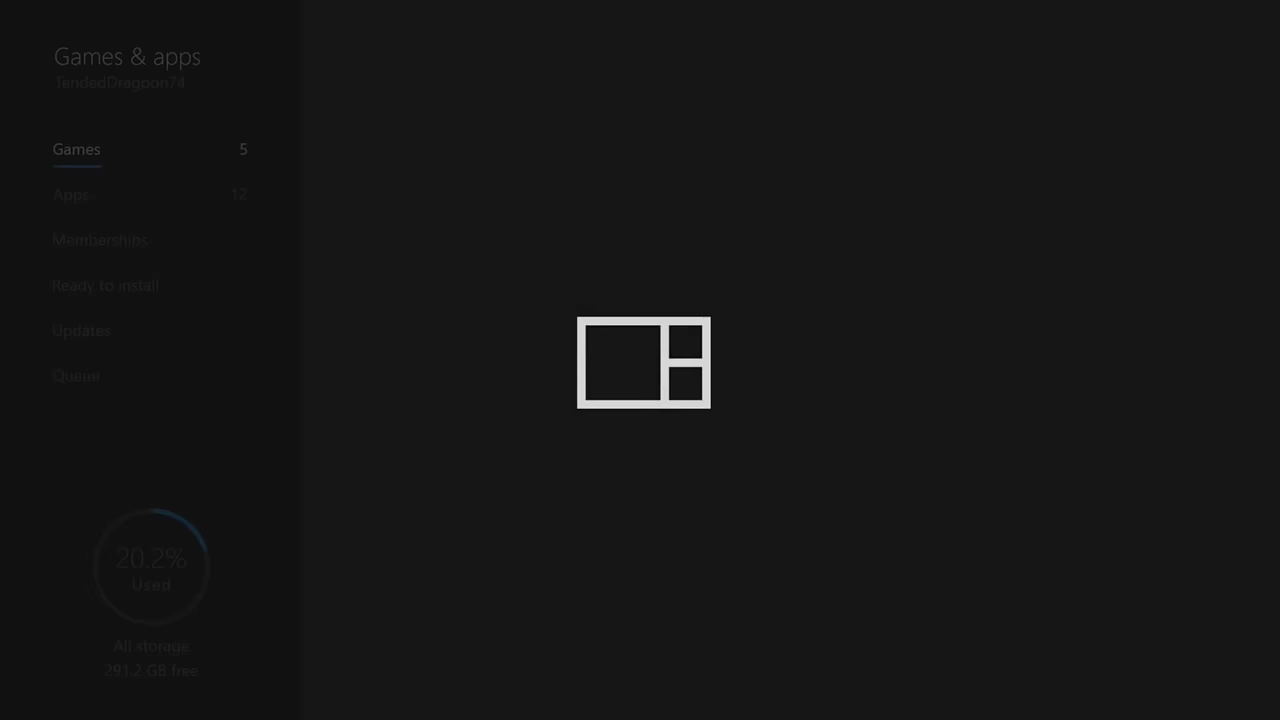 Games & apps
TendedDragoon74
Games 5
Apps 12
Memberships
Ready to install
Updates
Queue
20.2%
Used
All storage
291.2 GB free